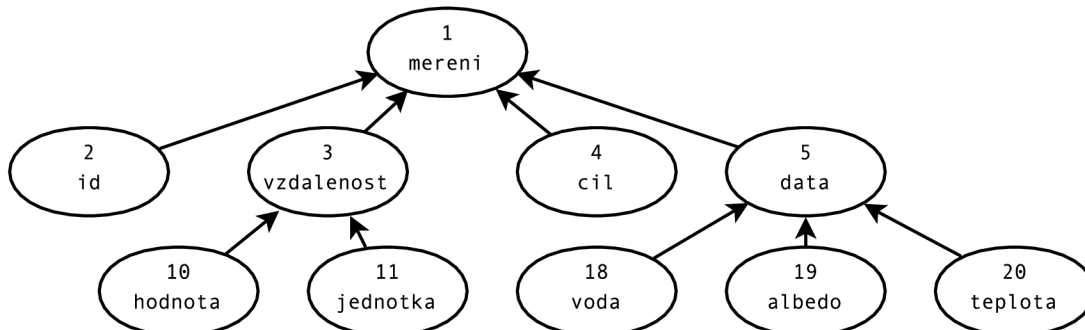 1
mereni
2
id
3
vzdalenost
4
cil
5
data
10
hodnota
11
jednotka
18
voda
19
albedo
20
teplota